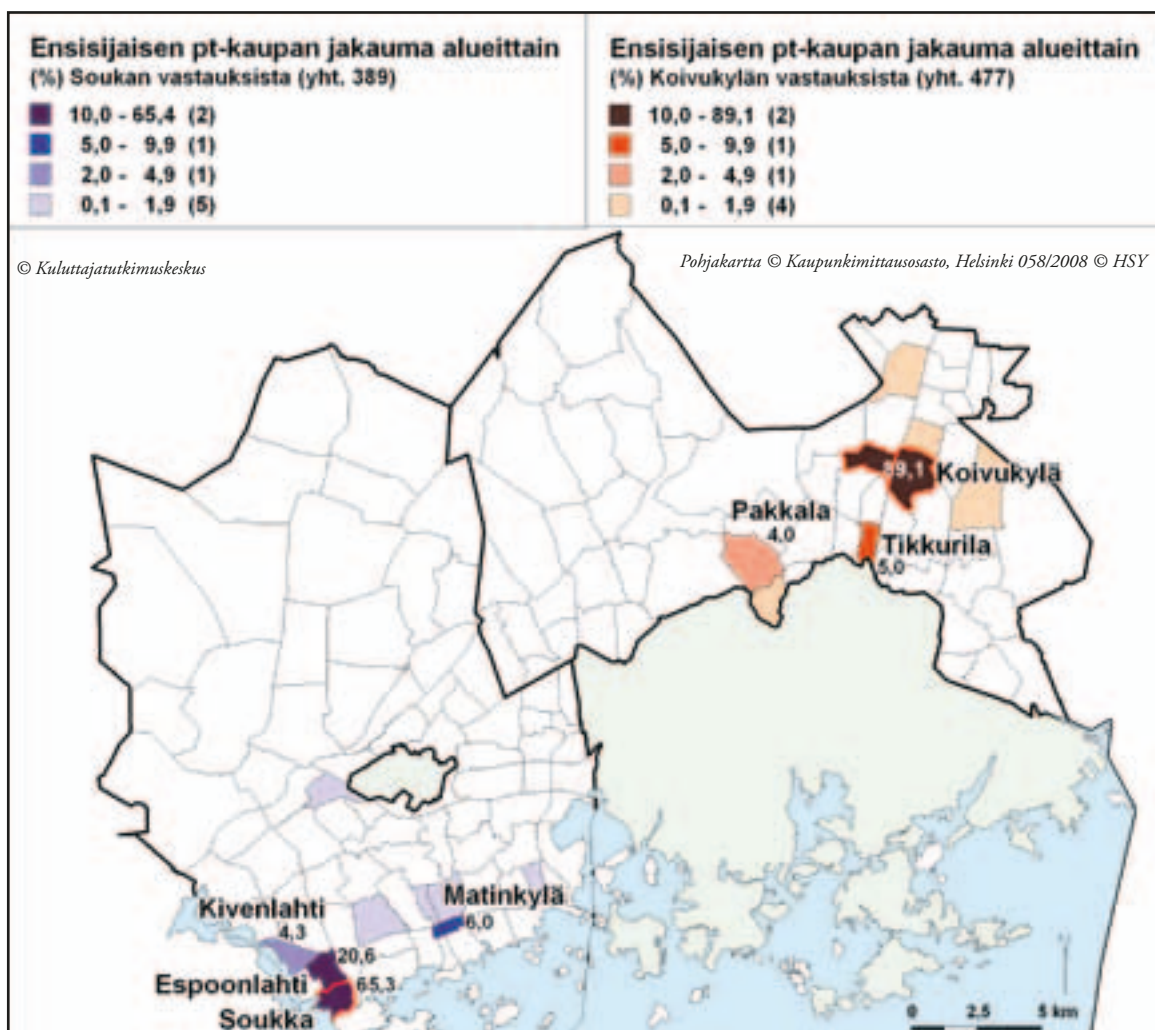 Ensisijaisen pt-kaupan jakauma alueittain
(%) Soukan vastauksista (yht. 389)
10,0 - 65,4 (2)
5,0 - 9,9 (1)
2,0 - 4,9 (1)
0,1 - 1,9 (5)
Ensisijaisen pt-kaupan jakauma alueittain
(%) Koivukylän vastauksista (yht. 477)
10,0 - 89,1 (2)
5,0 - 9,9 (1)
2,0 - 4,9 (1)
0,1 - 1,9 (4)
© Kuluttajatutkimuskeskus
Pohjakartta © Kaupunkimittausosasto, Helsinki 058/2008 © HSY
89,1 Koivukylä
Pakkala
4,0
Tikkurila
5,0
Matinkylä
6,0
Kivenlahti
4,3
20,6
Espoonlahti
65,3
Soukka
0 2.5 5 km